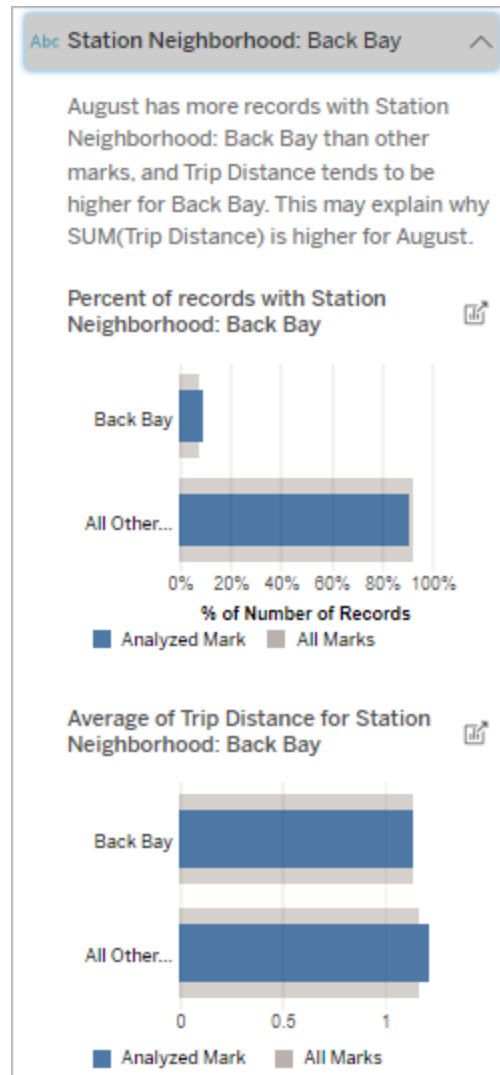 Abc Station Neighborhood: Back Bay
August has more records with Station
Neighborhood: Back Bay than other
marks, and Trip Distance tends to be
higher for Back Bay. This may explain why
SUM(Trip Distance) is higher for August.
Percent of records with Station
Neighborhood: Back Bay
Back Bay
All Other...
0% 20% 40% 60% 80% 100%
% of Number of Records
Analyzed Mark All Marks
Average of Trip Distance for Station
Neighborhood: Back Bay
Back Bay
All Other...
0 0.5 1
Analyzed Mark All Marks